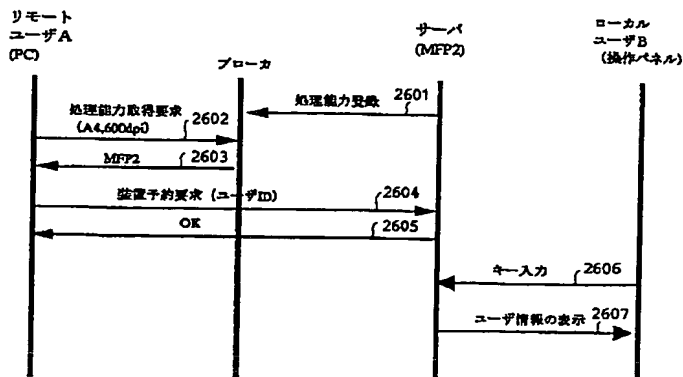 リモート
ユーザA
(PC)
ブローカ
サーバ
(MFP2)
ローカル
ユーザB
(操作パネル)
処理能力登録
2601
処理能力取得要求
(A4,600dpi)
2602
MFP2
2603
装置予約要求 (ユーザID)
2604
OK
2605
キー入力
2606
ユーザ情報の表示
2607